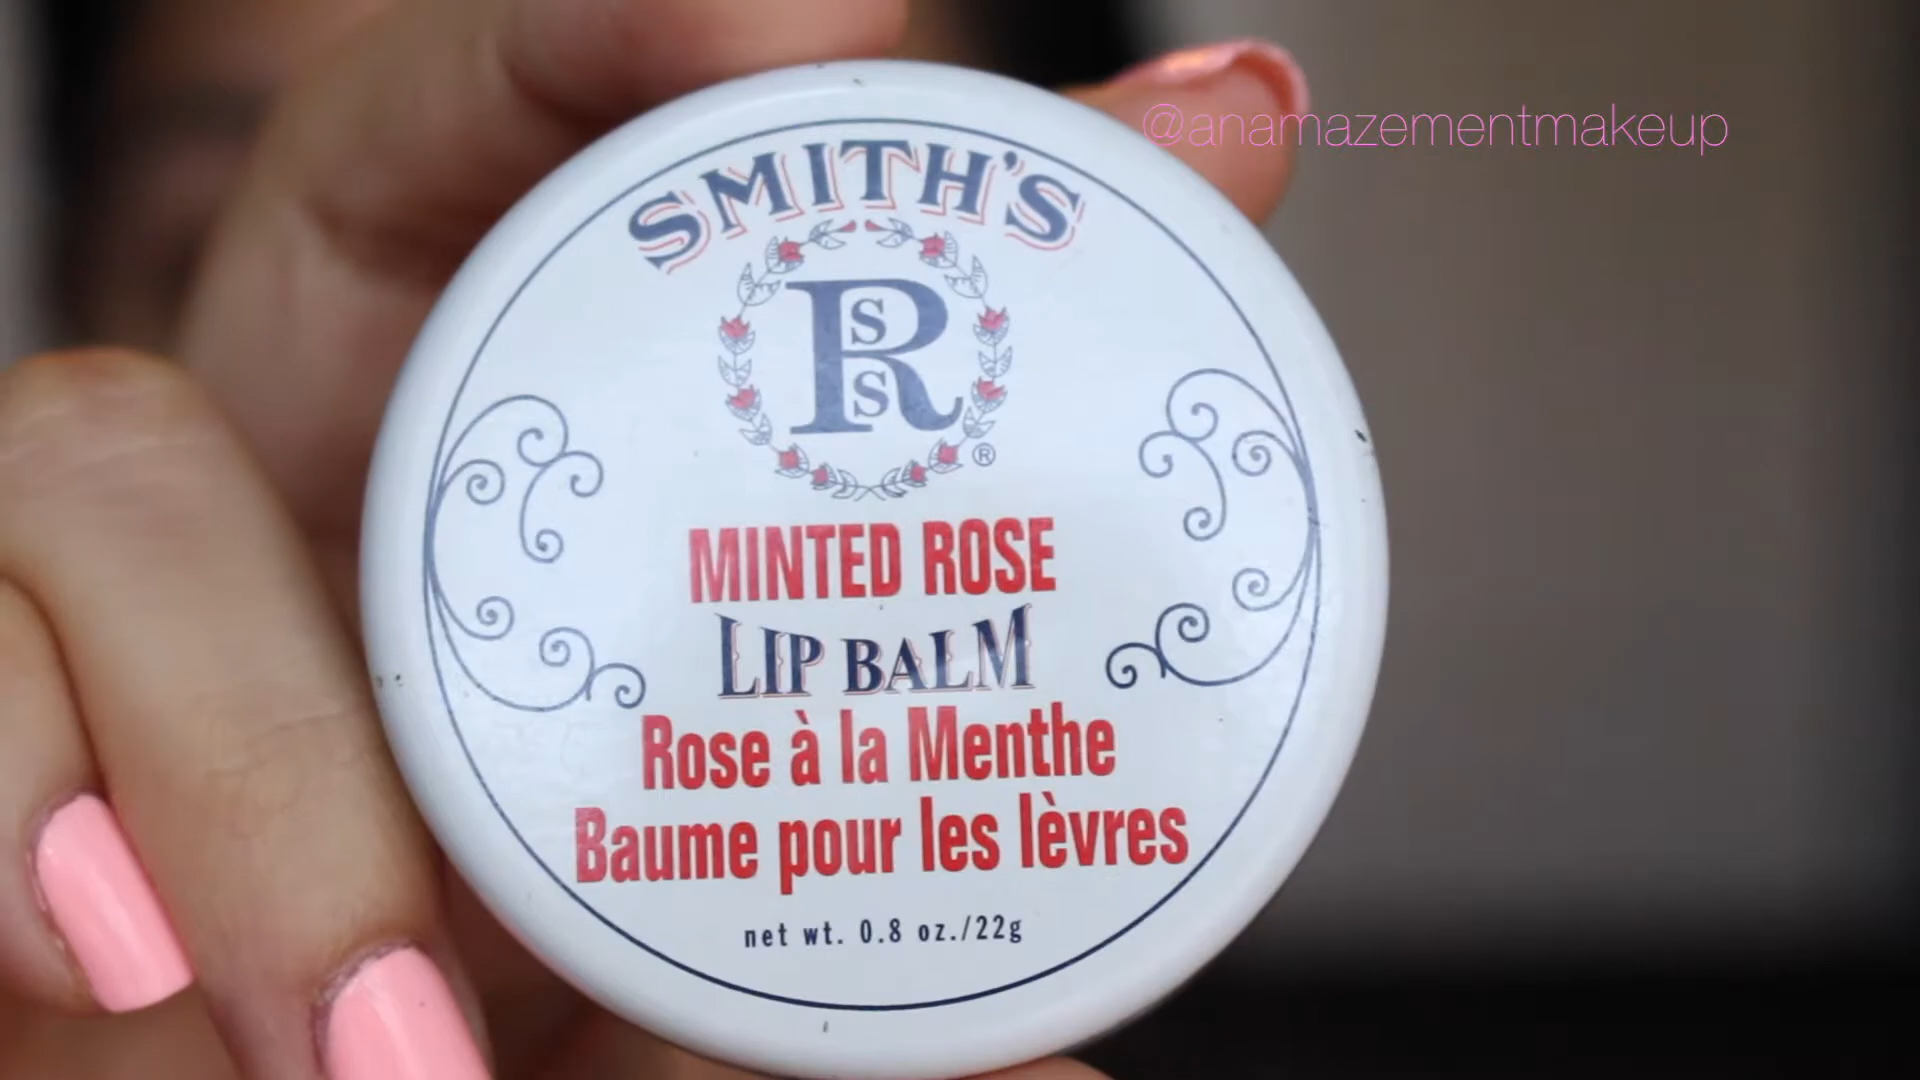 @anamazementmakeup
SMITH'S
R
S
S
®
MINTED ROSE
LIP BALM
Rose à la Menthe
Baume pour les lèvres
net wt. 0.8 oz./22g